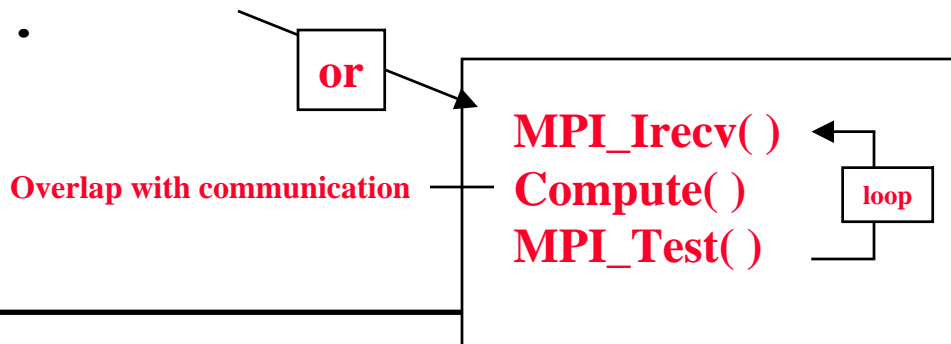 or
MPI_Irecv( )
Overlap with communication
Compute( )
loop
MPI_Test( )